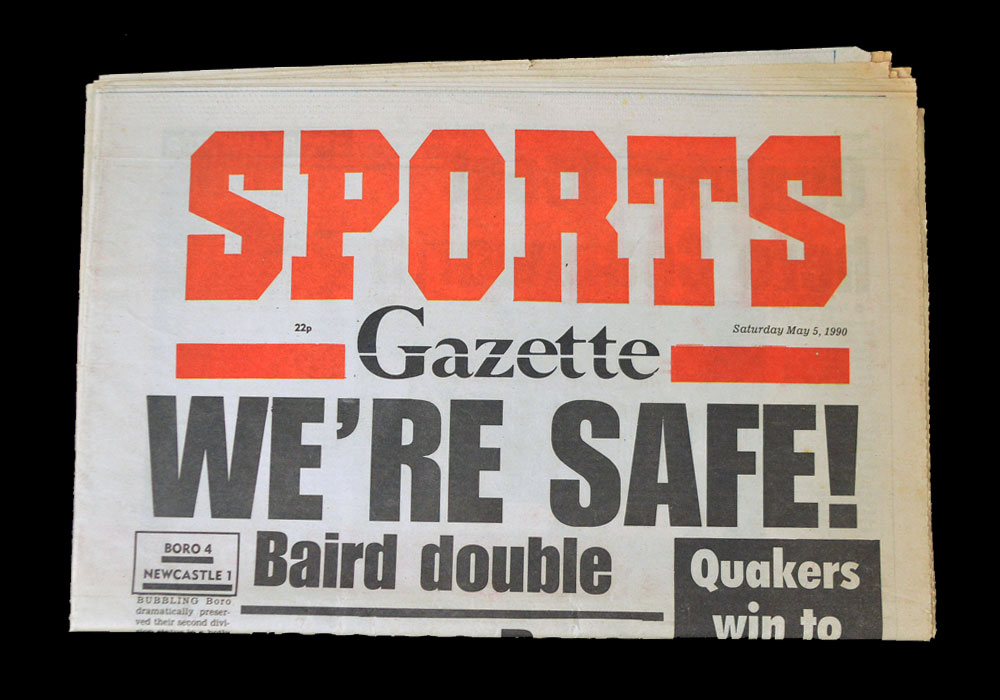 SPORTS
22p
Gazette
Saturday May 5, 1990
WE'RE SAFE!
BORO 4
NEWCASTLE 1
BUBBLING Boro
dramatically preser-
ved their second divi-
Baird double
Quakers
win to